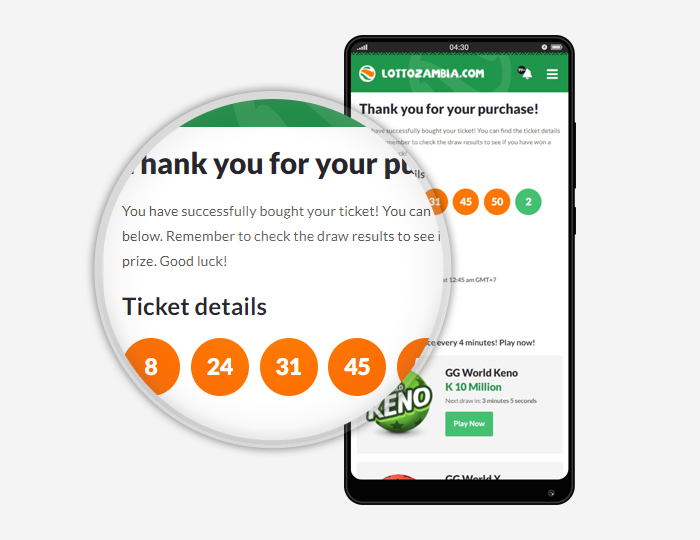 04:30
LOTTOZAMBIA.COM
Thank you for your purchase!
have successfully bought your ticket! You can find the ticket details
remember to check the draw results to see if you have won a
31 45 50 2
at 12:45 am GMT+7
every 4 minutes! Play now!
GG World Keno
K 10 Million
Next draw in: 3 minutes 5 seconds
KENO
Play Now
GG World X
Thank you for your pu
You have successfully bought your ticket! You can
below. Remember to check the draw results to see i
prize. Good luck!
Ticket details
8 24 31 45